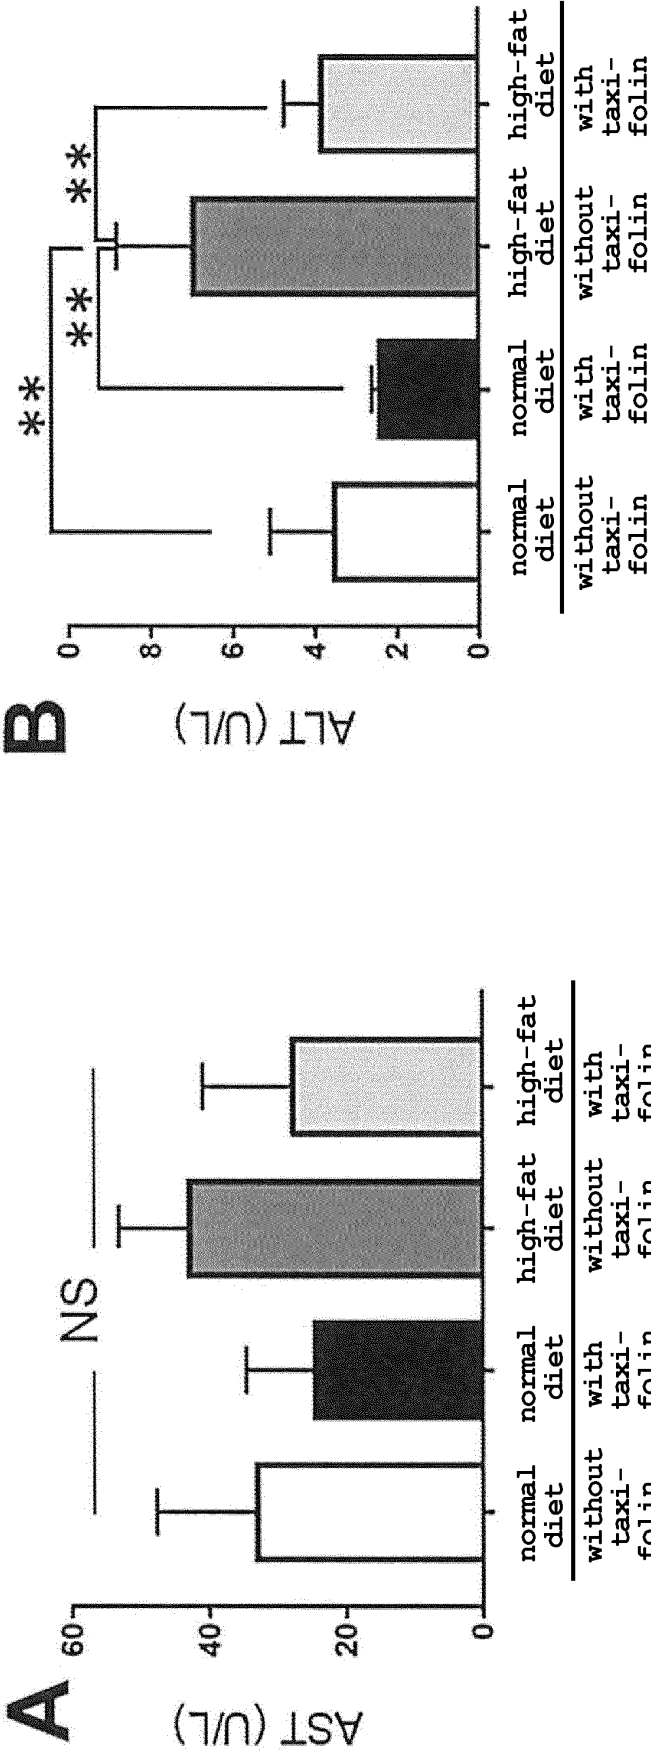 A
AST (U/L)
60
40
20
0
NS
normal normal high-fat high-fat
diet diet diet diet
without with without with
taxi- taxi- taxi- taxi-
folin folin folin folin
B
ALT (U/L)
0
8
6
4
2
0
**
**
**
normal normal high-fat high-fat
diet diet diet diet
without with without with
taxi- taxi- taxi- taxi-
folin folin folin folin